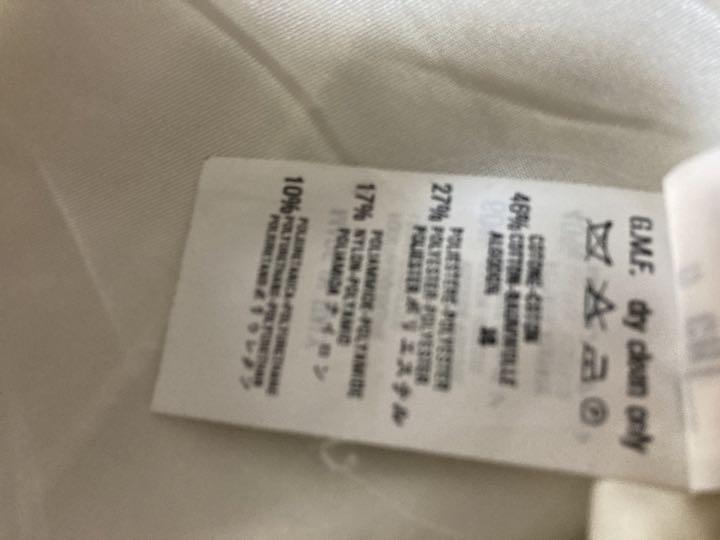 G.M.F. dry clean only
46% COTONE-COTTON
COTTON-BAUMWOLLE
ALGODON 綿
27% POLIESTERE-POLYESTER
POLYESTER-POLYESTER
POLIESTER ポリエステル
17% POLIAMMIDE-POLYAMIDE
NYLON-POLYAMID
POLIAMIDA ナイロン
10% POLIURETANICA-POLYURETHANE
POLYURETHANE-POLYURETHAN
POLIURETANO ポリウレタン